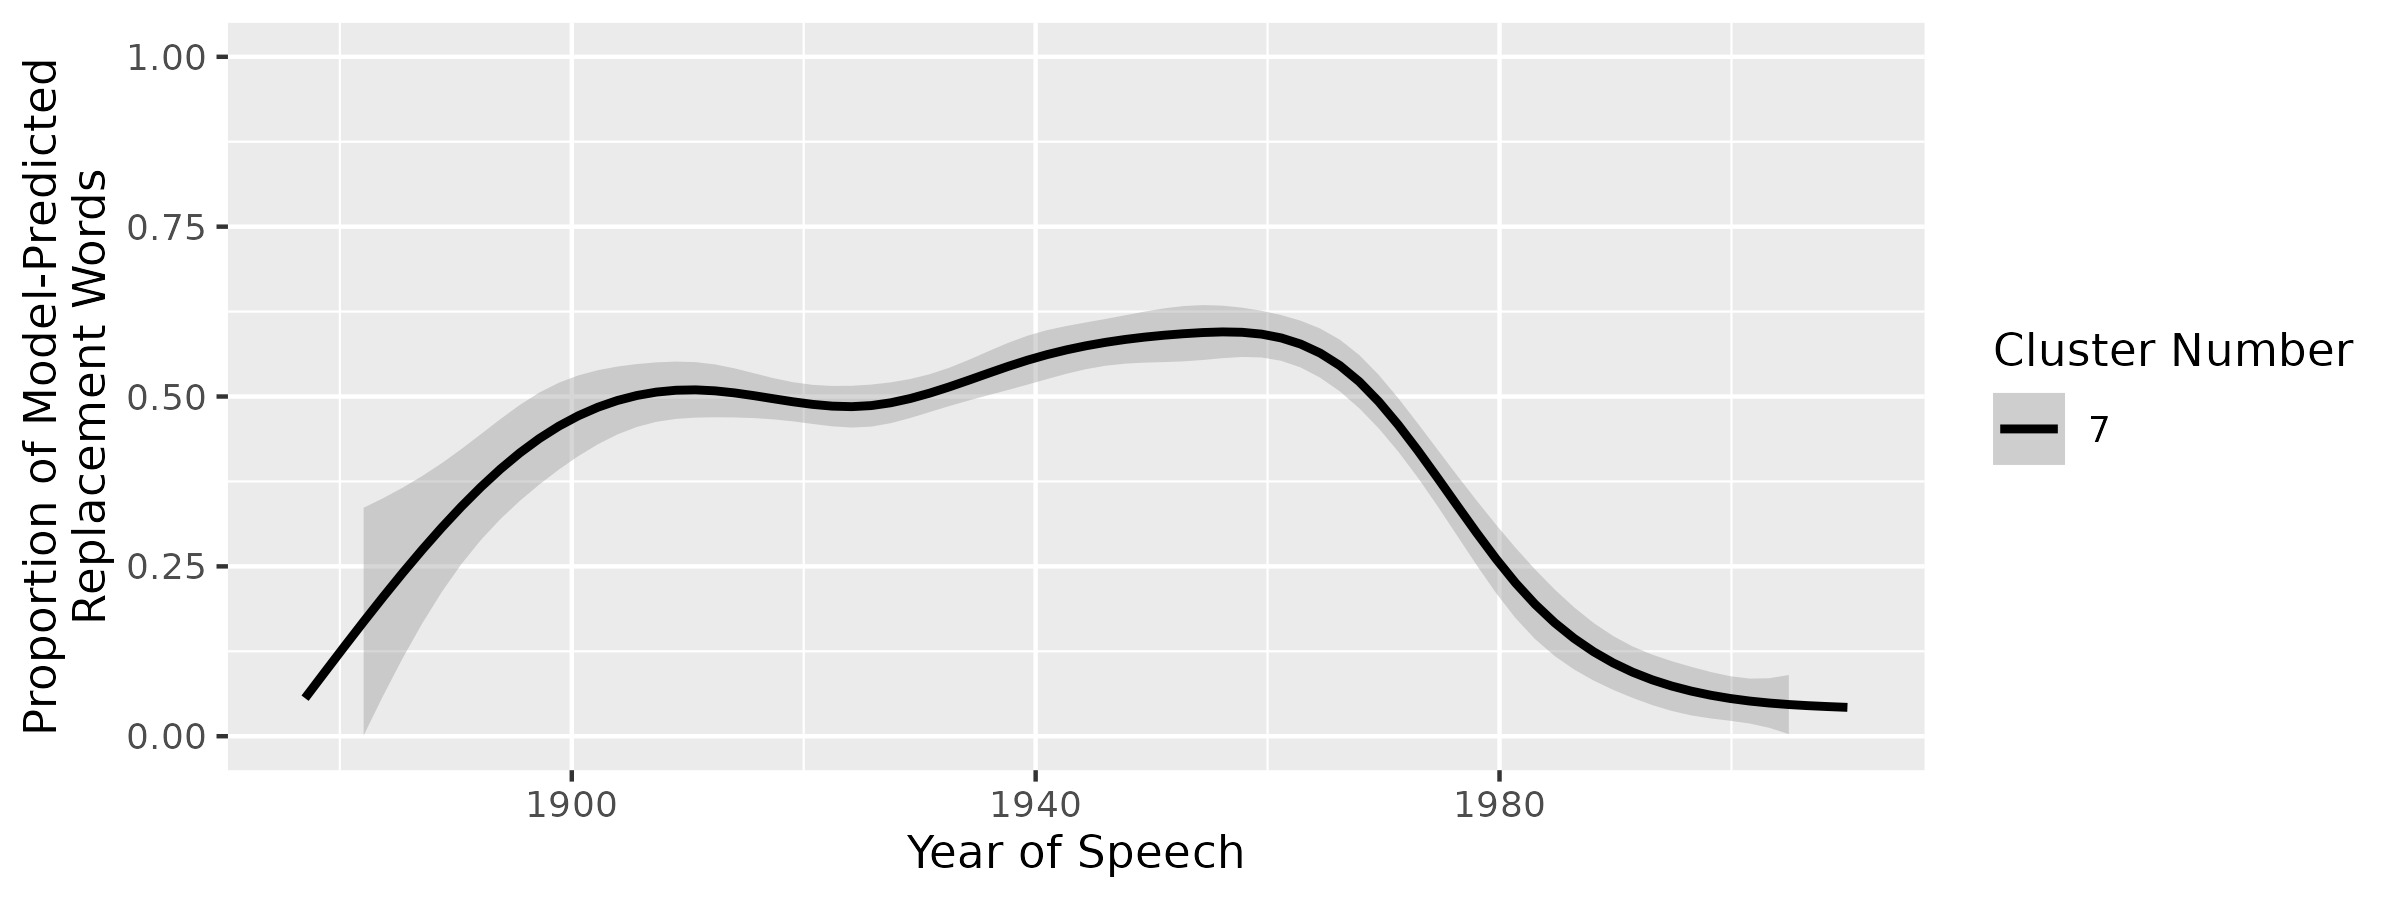 Proportion of Model-Predicted
Replacement Words
1.00
0.75
0.50
0.25
0.00
1900
1940
1980
Year of Speech
Cluster Number
7